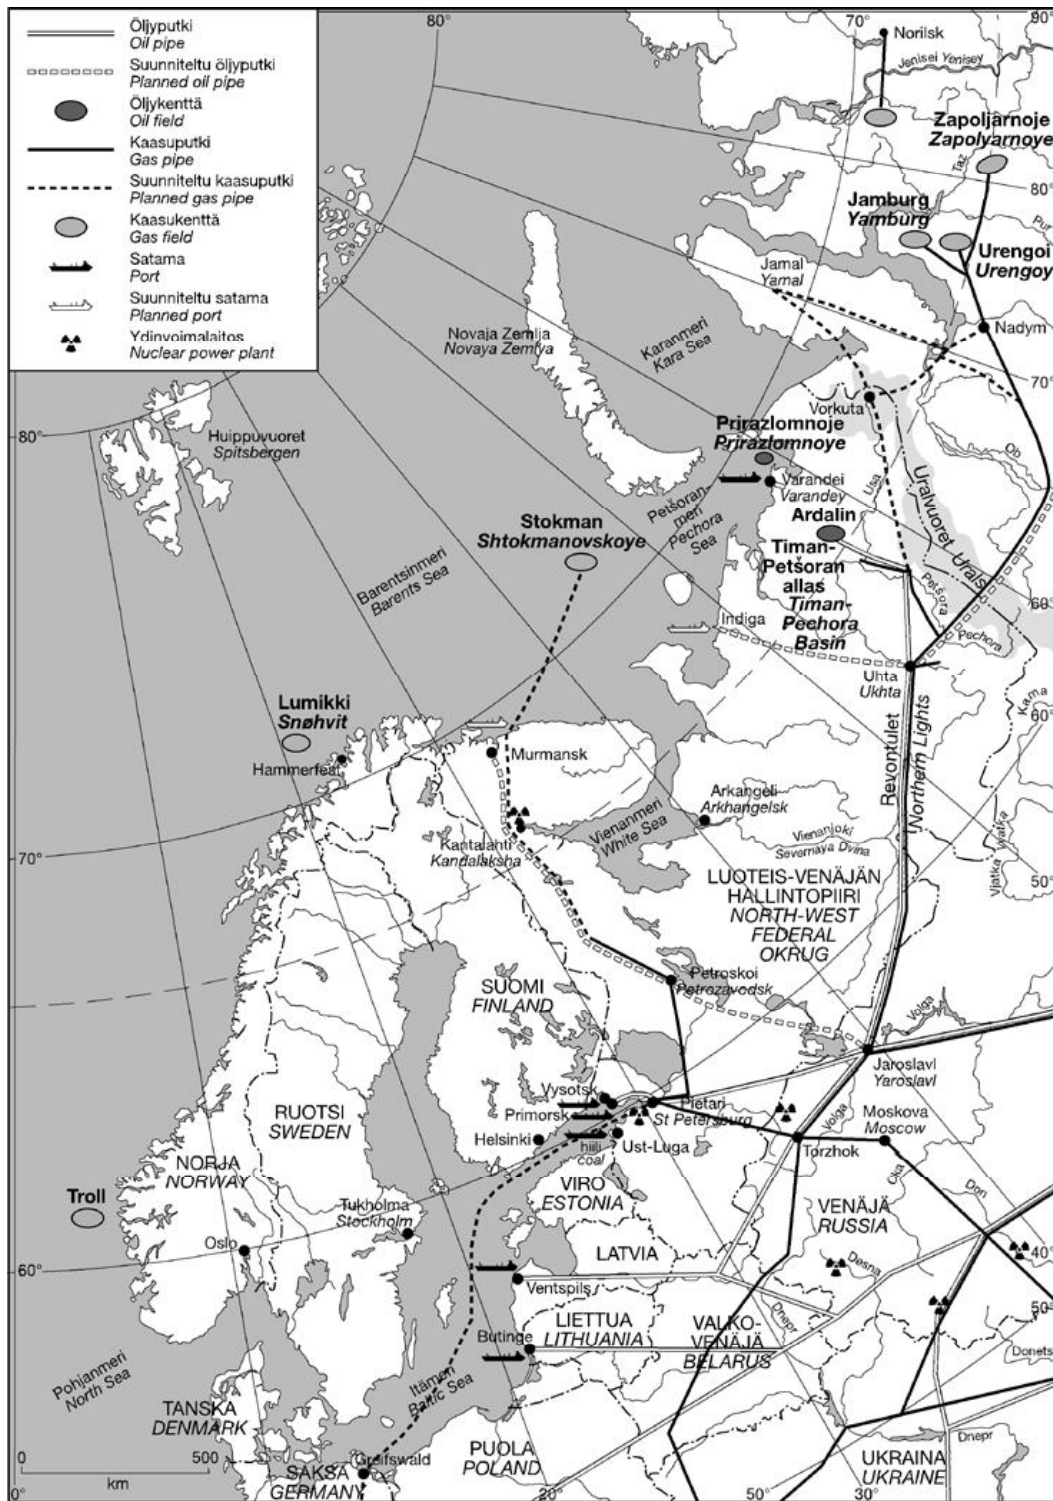 Öljyputki
Oil pipe
Suunniteltu öljyputki
Planned oil pipe
Öljykenttä
Oil field
Kaasuputki
Gas pipe
Suunniteltu kaasuputki
Planned gas pipe
Kaasukenttä
Gas field
Satama
Port
Suunniteltu satama
Planned port
Ydinvoimalaitos
Nuclear power plant
80°
70°
90°
Norilsk
Jenisei Yenisey
Zapoljarnoje
Zapolyarnoye
Taz
80°
Jamburg
Yamburg
Pur
Urengoi
Urengoy
Jamal
Yamal
Nadym
Novaja Zemlja
Novaya Zemlya
Karanmeri
Kara Sea
70°
Vorkuta
80°
Huippuvuoret
Spitsbergen
Prirazlomnoje
Prirazlomnoye
Ob
Varandei
Varandey
Usa
Uralvuoret Urals
Petšoran-
meri
Pechora
Sea
Stokman
Shtokmanovskoye
Ardalin
Timan-
Petšoran
allas
Timan-
Pechora
Basin
Barentsinmeri
Barents Sea
Petšora
Pechora
60°
Indiga
Uhta
Ukhta
Kama
60°
Lumikki
Snøhvit
Hammerfest
Murmansk
Revontulet
Northern Lights
Arkangeli
Arkhangelsk
Vienanmeri
White Sea
Kantalahti
Kandalaksha
Vienanjoki
Severnaya Dvina
Vjatka Vyatka
70°
50°
LUOTEIS-VENÄJÄN
HALLINTOPIIRI
NORTH-WEST
FEDERAL
OKRUG
Petroskoi
Petrozavodsk
SUOMI
FINLAND
Volga
Jaroslavl
Yaroslavl
Vysotsk
Primorsk
Pietari
St Petersburg
Volga
Moskova
Moscow
RUOTSI
SWEDEN
Helsinki
hiili
coal
Ust-Luga
Torzhok
Oka
NORJA
NORWAY
VIRO
ESTONIA
VENÄJÄ
RUSSIA
Don
Troll
Tukholma
Stockholm
Oslo
LATVIA
Desna
40°
60°
Ventspils
Dnepr
50°
LIETTUA
LITHUANIA
VALKO-
VENÄJÄ
BELARUS
Butinge
Donets
Pohjanmeri
North Sea
Itämeri
Baltic Sea
TANSKA
DENMARK
Dnepr
PUOLA
POLAND
UKRAINA
UKRAINE
Greifswald
SAKSA
GERMANY
0 500
km
20°
50°
30°